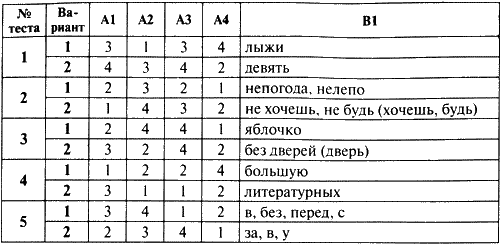 № теста Ва-риант А1 А2 А3 А4 В1
1 1 3 1 3 4 лыжи
2 4 3 4 2 девять
2 1 2 3 2 1 непогода, нелепо
2 1 4 3 2 не хочешь, не будь (хочешь, будь)
3 1 2 4 4 1 яблочко
2 3 2 4 2 без дверей (дверь)
4 1 1 2 2 4 большую
2 3 1 1 2 литературных
5 1 3 4 1 2 в, без, перед, с
2 2 3 4 1 за, в, у